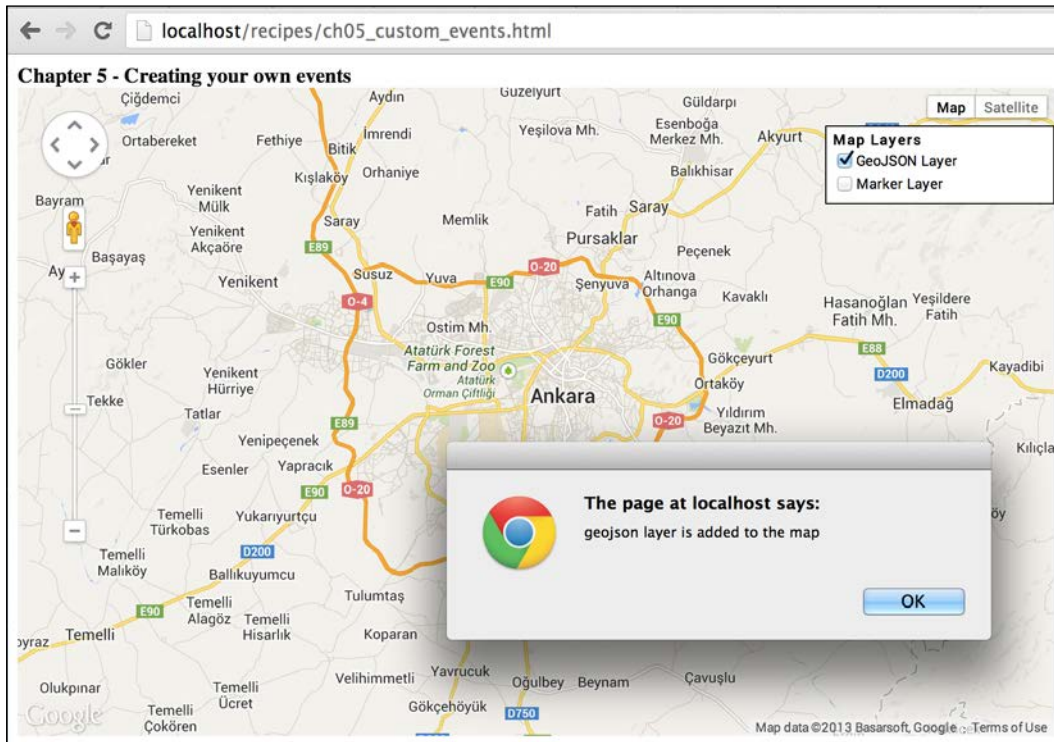 localhost/recipes/ch05_custom_events.html
Chapter 5 - Creating your own events
Çiğdemci
Aydın
Güzelyurt
Güldarpı
Map Satellite
Ortabereket
Fethiye
İmrendi
Bitik
Yeşilova Mh.
Esenboğa
Merkez Mh.
Akyurt
Map Layers
GeoJSON Layer
Marker Layer
Kışlaköy
Orhaniye
Balıkhisar
Bayram
Yenikent
Mülk
Saray
Memlik
Fatih
Saray
Yenikent
Akçaöre
E89
Pursaklar
Peçenek
Başayaş
Ay
Yenikent
Susuz
Yuva
E90
O-20
Şenyuva
Altınova
Orhanga
Kavaklı
O-4
Hasanoğlan
Fatih Mh.
Yeşildere
Fatih
Ostim Mh.
E90
E88
Atatürk Forest
Farm and Zoo
Atatürk
Orman Çiftliği
Gökler
Yenikent
Hürriye
Gökçeyurt
D200
Kayadibi
Ankara
Ortaköy
Elmadağ
Tekke
Tatlar
E89
O-20
Yıldırım
Beyazıt Mh.
Yenipeçenek
Kılıçla
Esenler
Yapracık
E90
O-20
Temelli
Türkobas
Yukarıyurtçu
The page at localhost says:
geojson layer is added to the map
OK
öy
D200
Temelli
Malıköy
Ballıkuyumcu
E90
Temelli
Alagöz
Temelli
Hisarlık
Tulumtaş
oyraz
Temelli
Koparan
Velihimmetli
Yavrucuk
Oğulbey
Beynam
Çavuşlu
Olukpınar
Temelli
Ücret
Gökçehöyük
D750
Google
Temelli
Çokören
Map data ©2013 Basarsoft, Google - Terms of Use